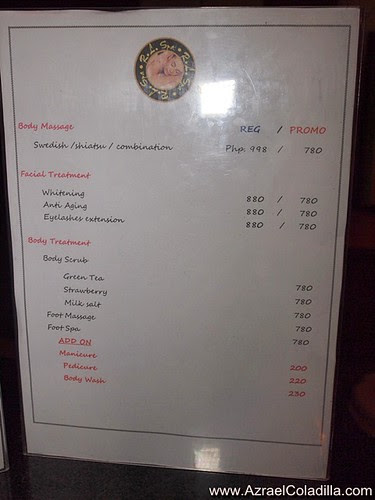 R.A. Spa
Body Massage REG / PROMO
Swedish /shiatsu / combination Php. 998 / 780
Facial Treatment
Whitening 880 / 780
Anti Aging 880 / 780
Eyelashes extension 880 / 780
Body Treatment
Body Scrub
Green Tea 780
Strawberry 780
Milk salt 780
Foot Massage 780
Foot Spa 780
ADD ON
Manicure 200
Pedicure 220
Body Wash 230
www.AzraelColadilla.com